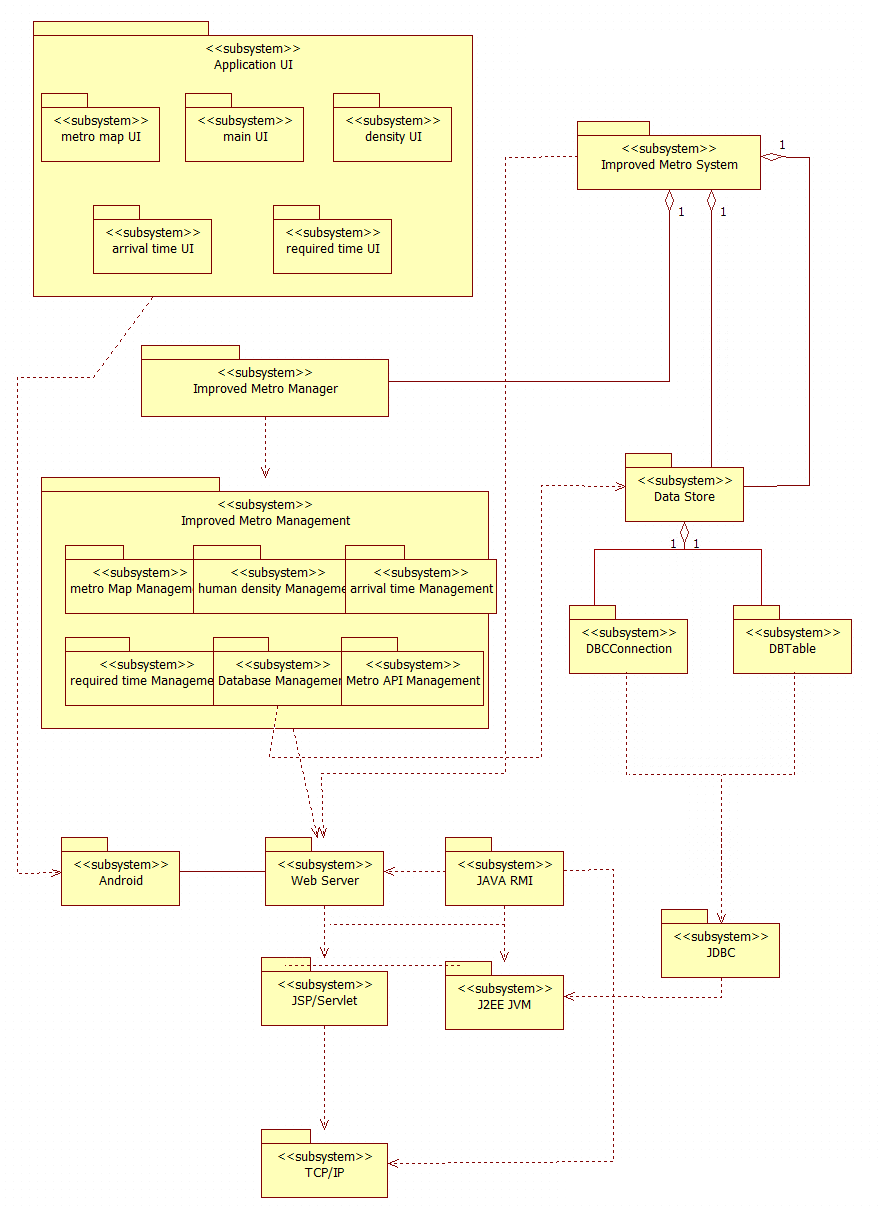 <<subsystem>>
Application UI
<<subsystem>>
metro map UI
<<subsystem>>
main UI
<<subsystem>>
density UI
<<subsystem>>
arrival time UI
<<subsystem>>
required time UI
<<subsystem>>
Improved Metro System
1
1
1
<<subsystem>>
Improved Metro Manager
<<subsystem>>
Improved Metro Management
<<subsystem>>
metro Map Manageme
<<subsystem>>
human density Manageme
<<subsystem>>
arrival time Management
<<subsystem>>
required time Manageme
<<subsystem>>
Database Managemen
<<subsystem>>
Metro API Management
<<subsystem>>
Data Store
1
1
<<subsystem>>
DBCConnection
<<subsystem>>
DBTable
<<subsystem>>
Android
<<subsystem>>
Web Server
<<subsystem>>
JAVA RMI
<<subsystem>>
JDBC
<<subsystem>>
JSP/Servlet
<<subsystem>>
J2EE JVM
<<subsystem>>
TCP/IP